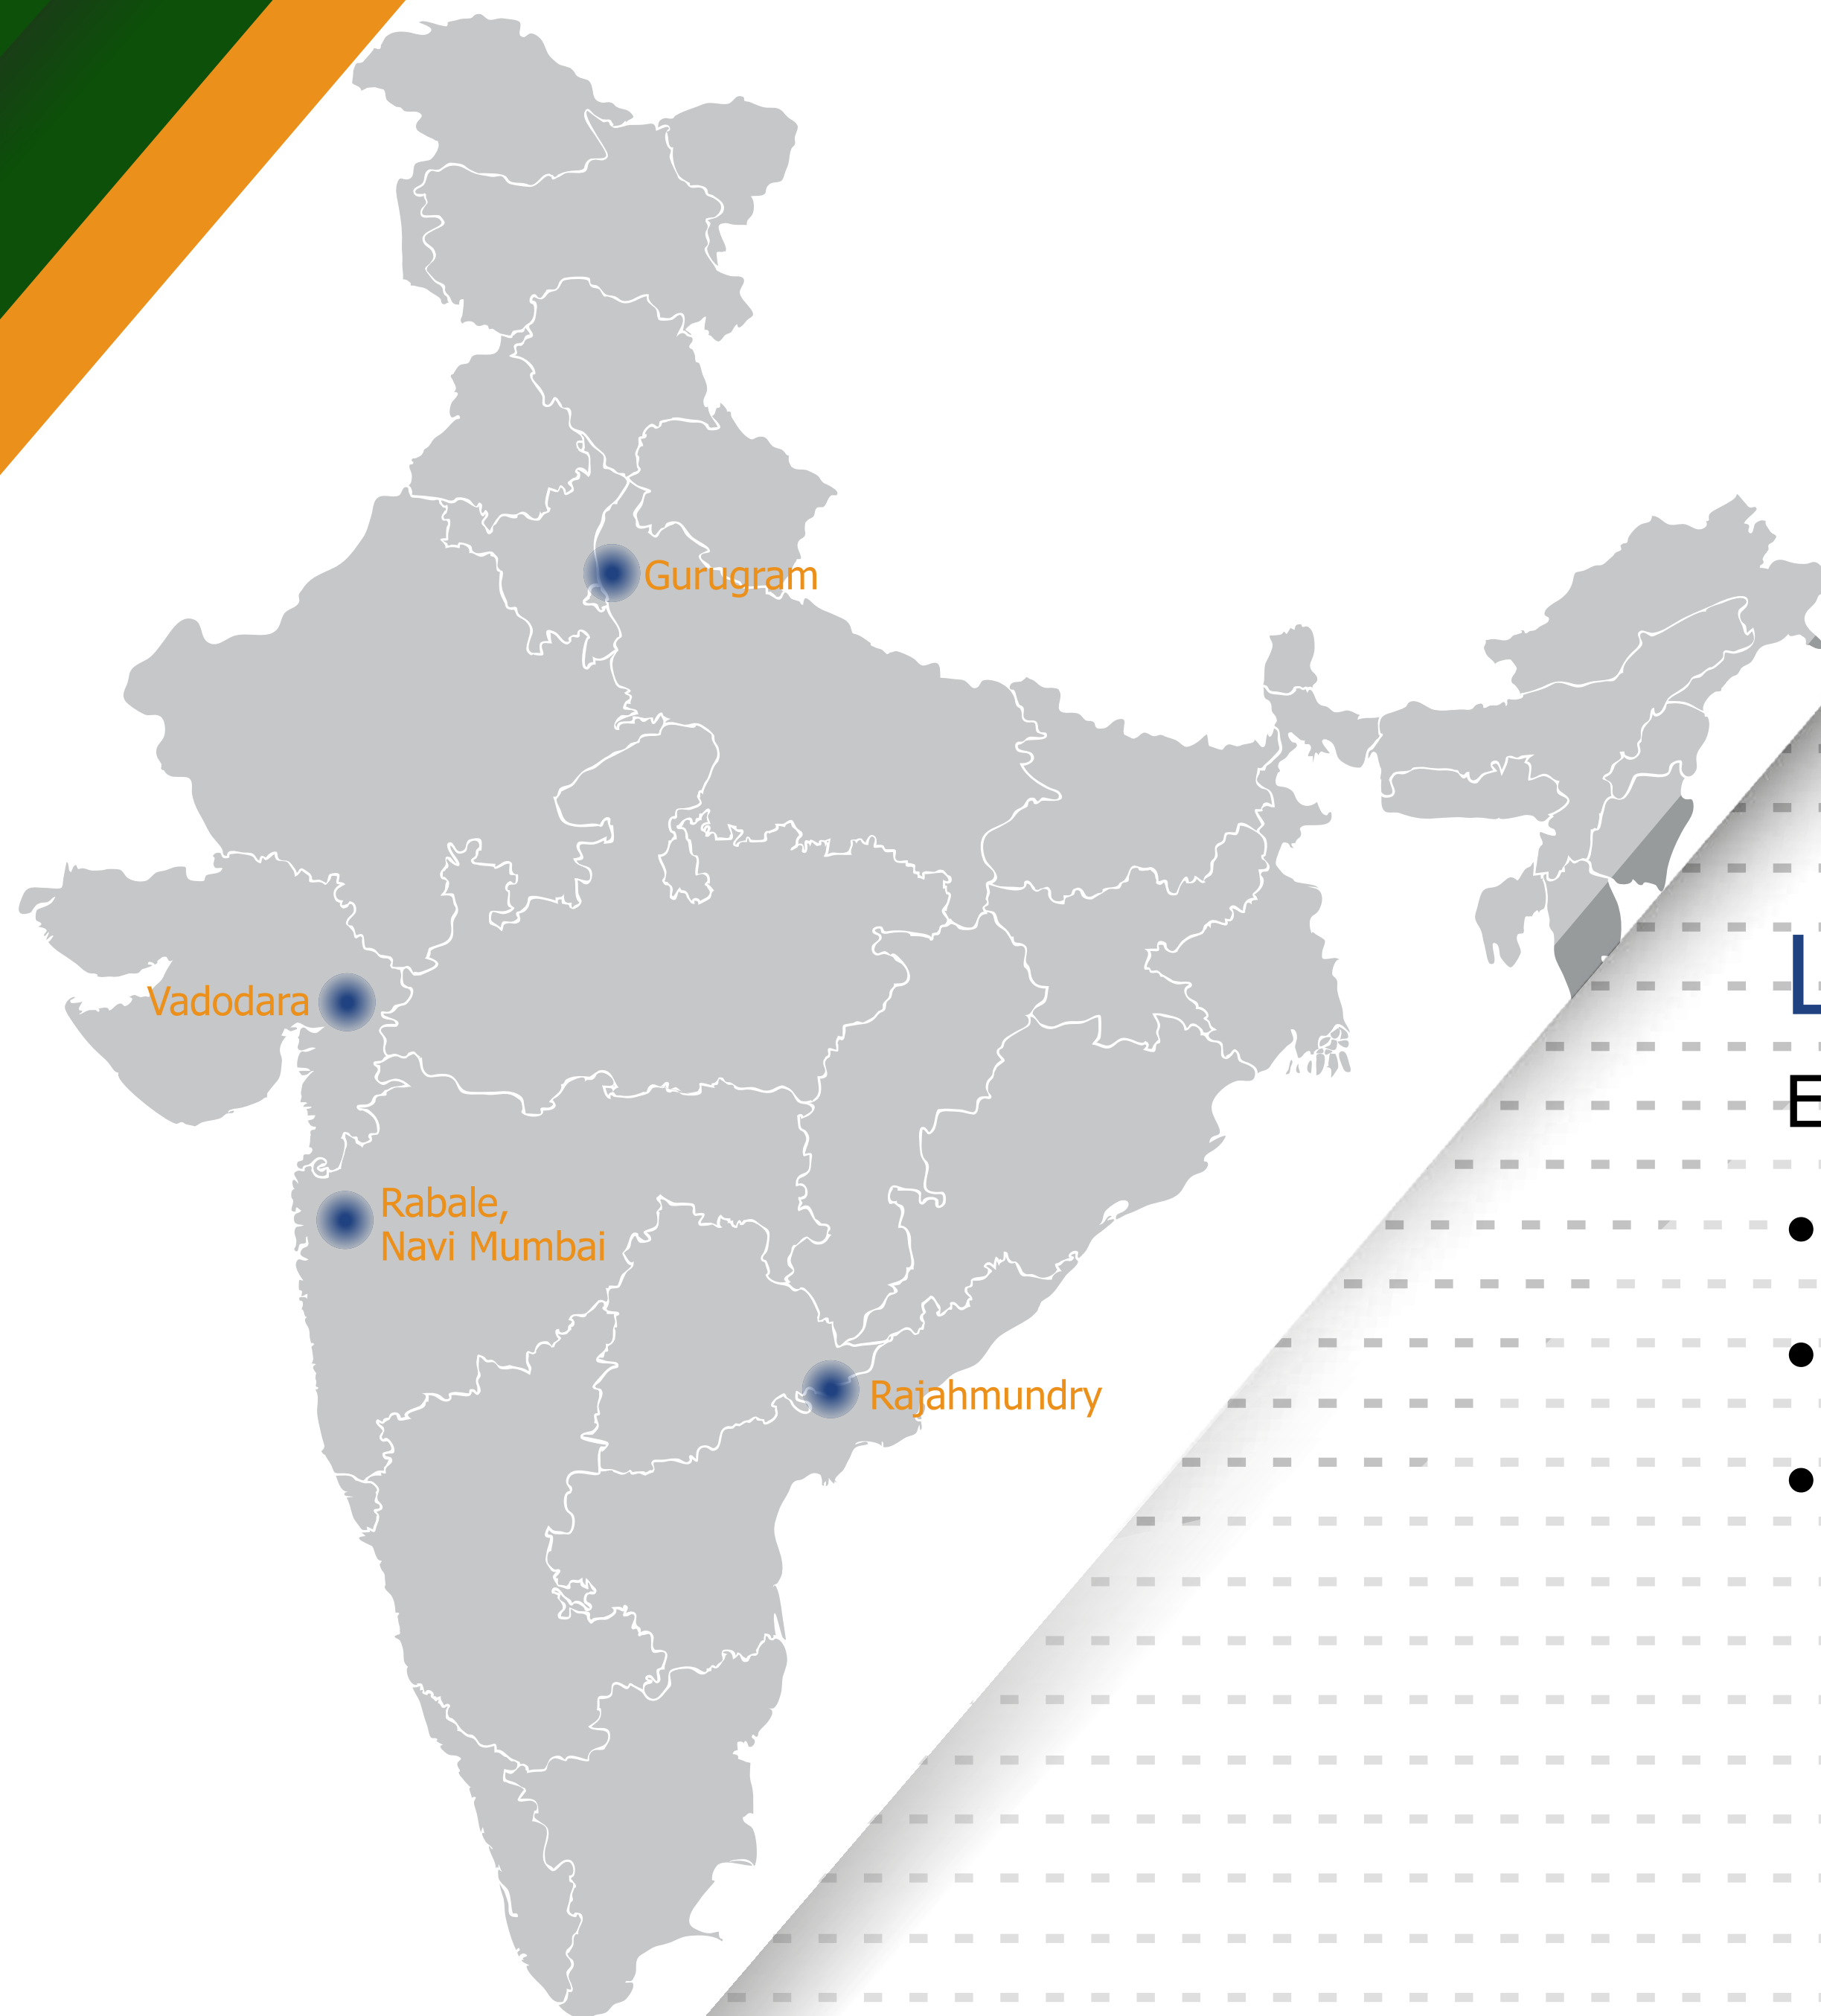 Gurugram
Vadodara
Rabale,
Navi Mumbai
Rajahmundry
L
E
•
•
•